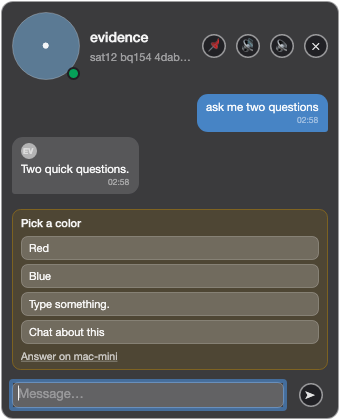 evidence
sat12 bq154 4dab…
ask me two questions
02:58
EV
Two quick questions.
02:58
Pick a color
Red
Blue
Type something.
Chat about this
Answer on mac-mini
Message…